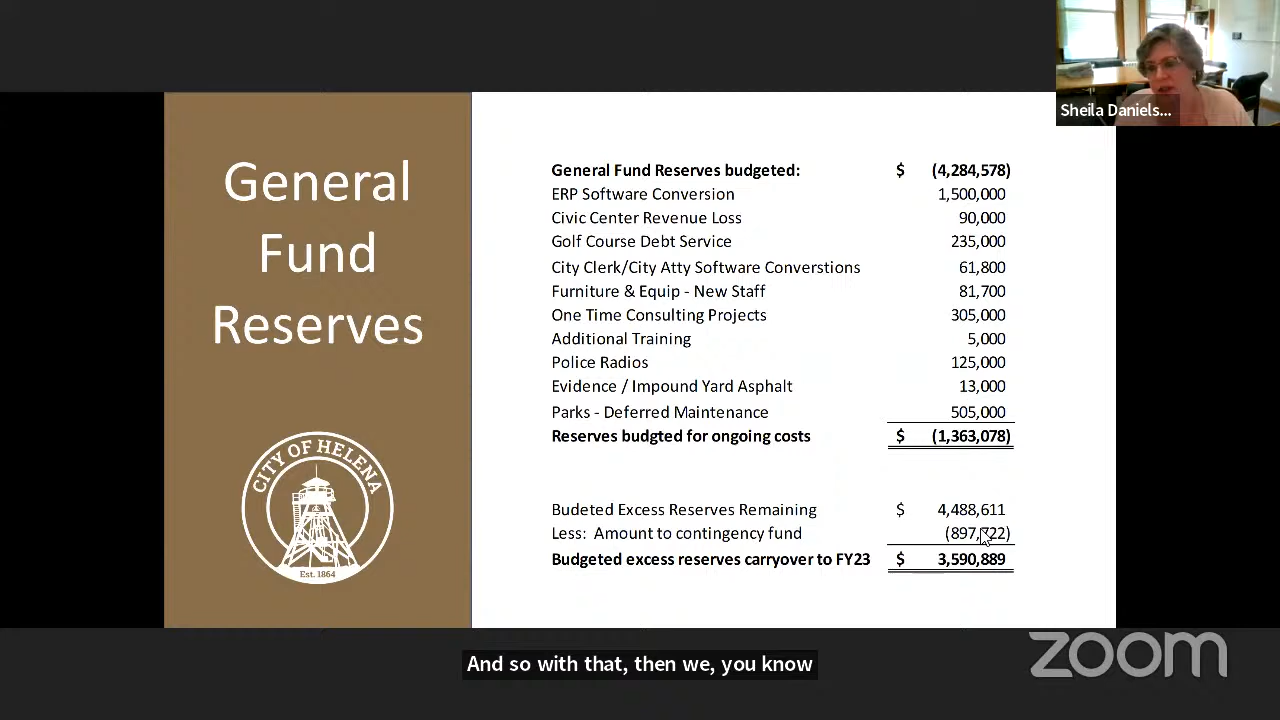 Sheila Daniels...
General
Fund
Reserves
CITY OF HELENA
Est. 1864
General Fund Reserves budgeted: $ (4,284,578)
ERP Software Conversion 1,500,000
Civic Center Revenue Loss 90,000
Golf Course Debt Service 235,000
City Clerk/City Atty Software Converstions 61,800
Furniture & Equip - New Staff 81,700
One Time Consulting Projects 305,000
Additional Training 5,000
Police Radios 125,000
Evidence / Impound Yard Asphalt 13,000
Parks - Deferred Maintenance 505,000
Reserves budgted for ongoing costs $ (1,363,078)
Budeted Excess Reserves Remaining $ 4,488,611
Less: Amount to contingency fund (897,722)
Budgeted excess reserves carryover to FY23 $ 3,590,889
And so with that, then we, you know
zoom